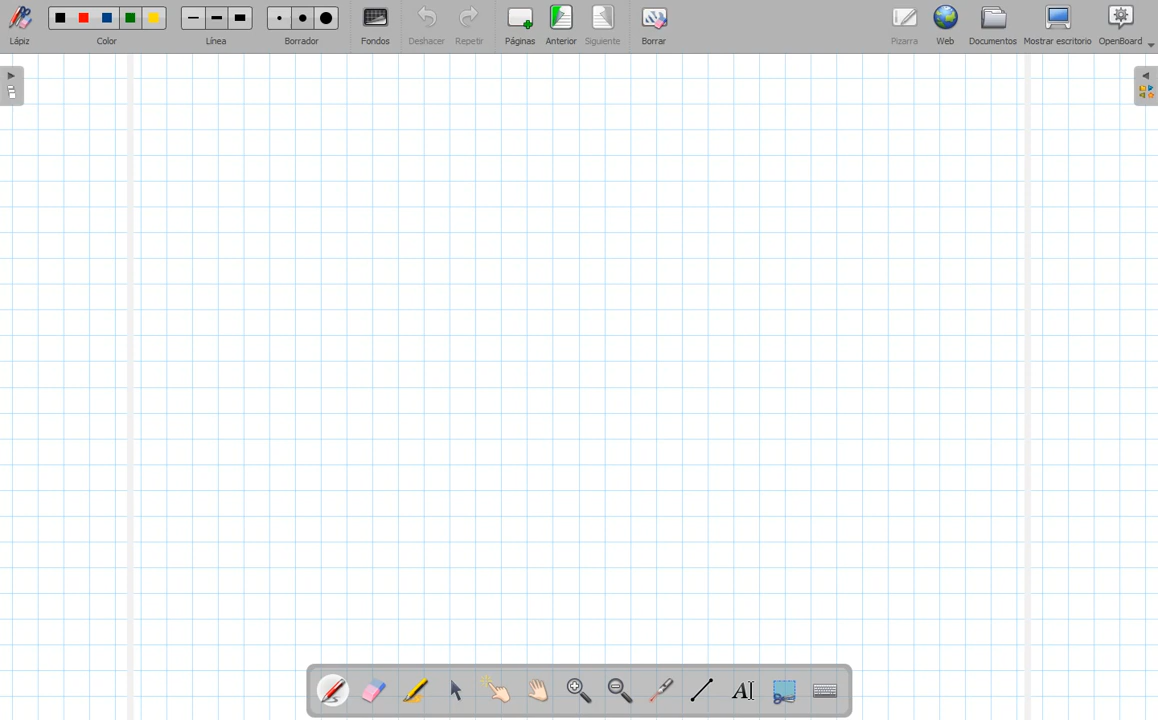 Lápiz Color Línea Borrador Fondos Deshacer Repetir Páginas Anterior Siguiente Borrar Pizarra Web Documentos Mostrar escritorio OpenBoard
A